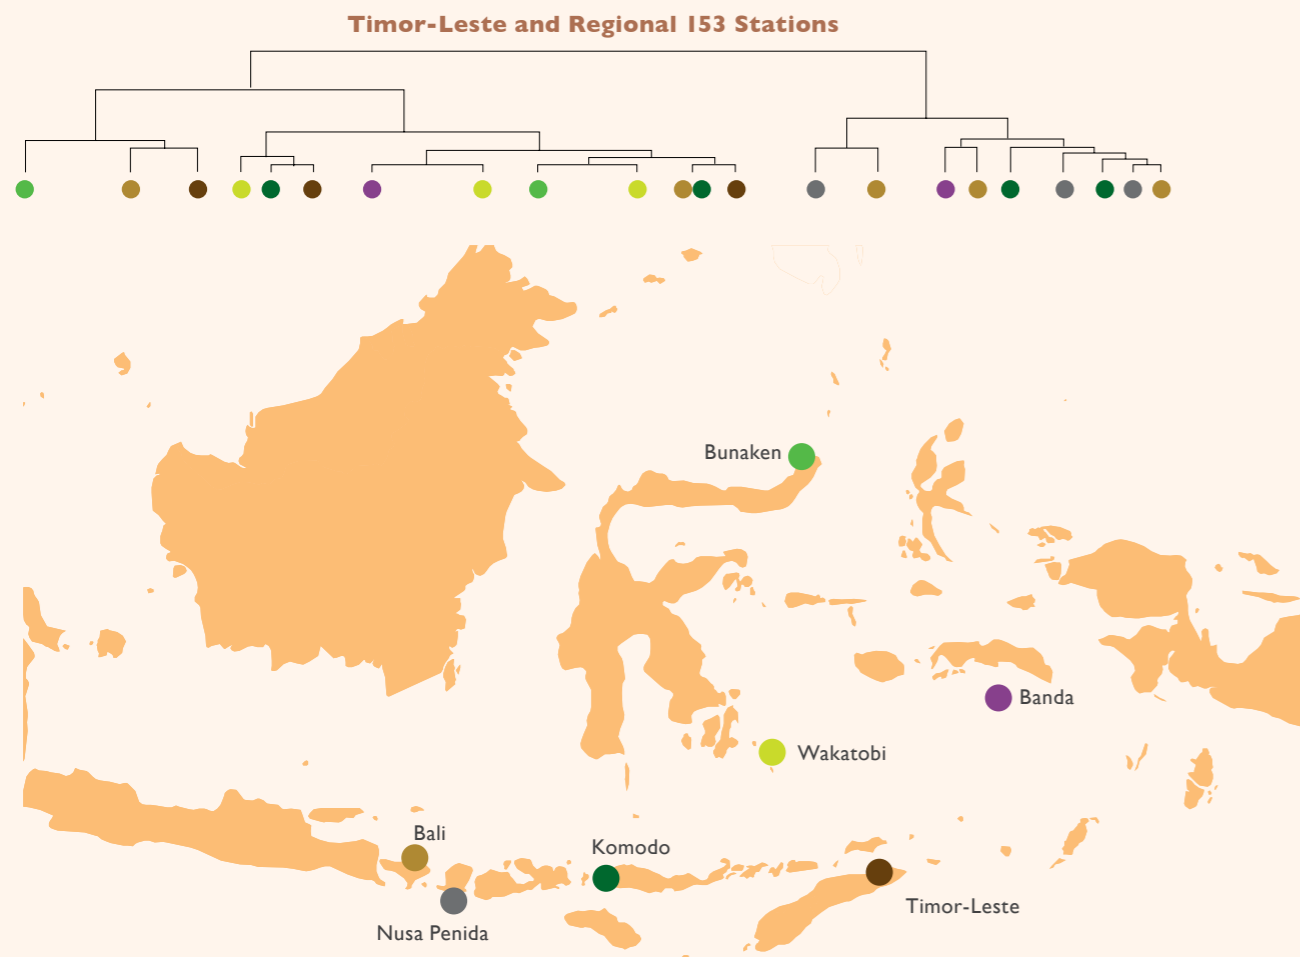 Timor-Leste and Regional 153 Stations
Bunaken
Banda
Wakatobi
Bali
Komodo
Timor-Leste
Nusa Penida